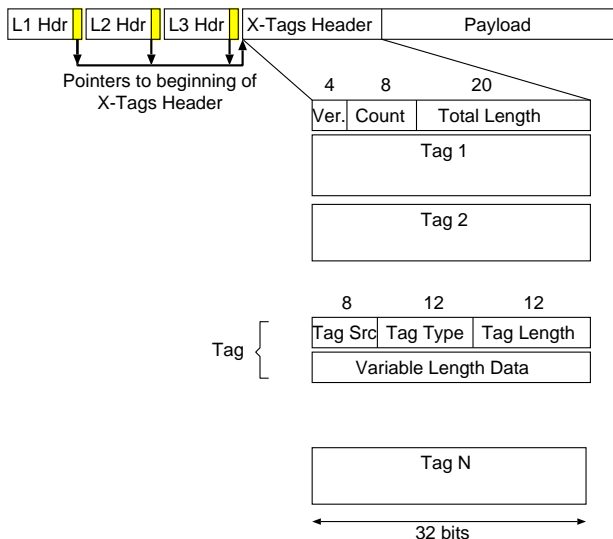 L1 Hdr L2 Hdr L3 Hdr X-Tags Header Payload
Pointers to beginning of
X-Tags Header
4 8 20
Ver. Count Total Length
Tag 1
Tag 2
8 12 12
Tag Src Tag Type Tag Length
Tag
Variable Length Data
Tag N
32 bits